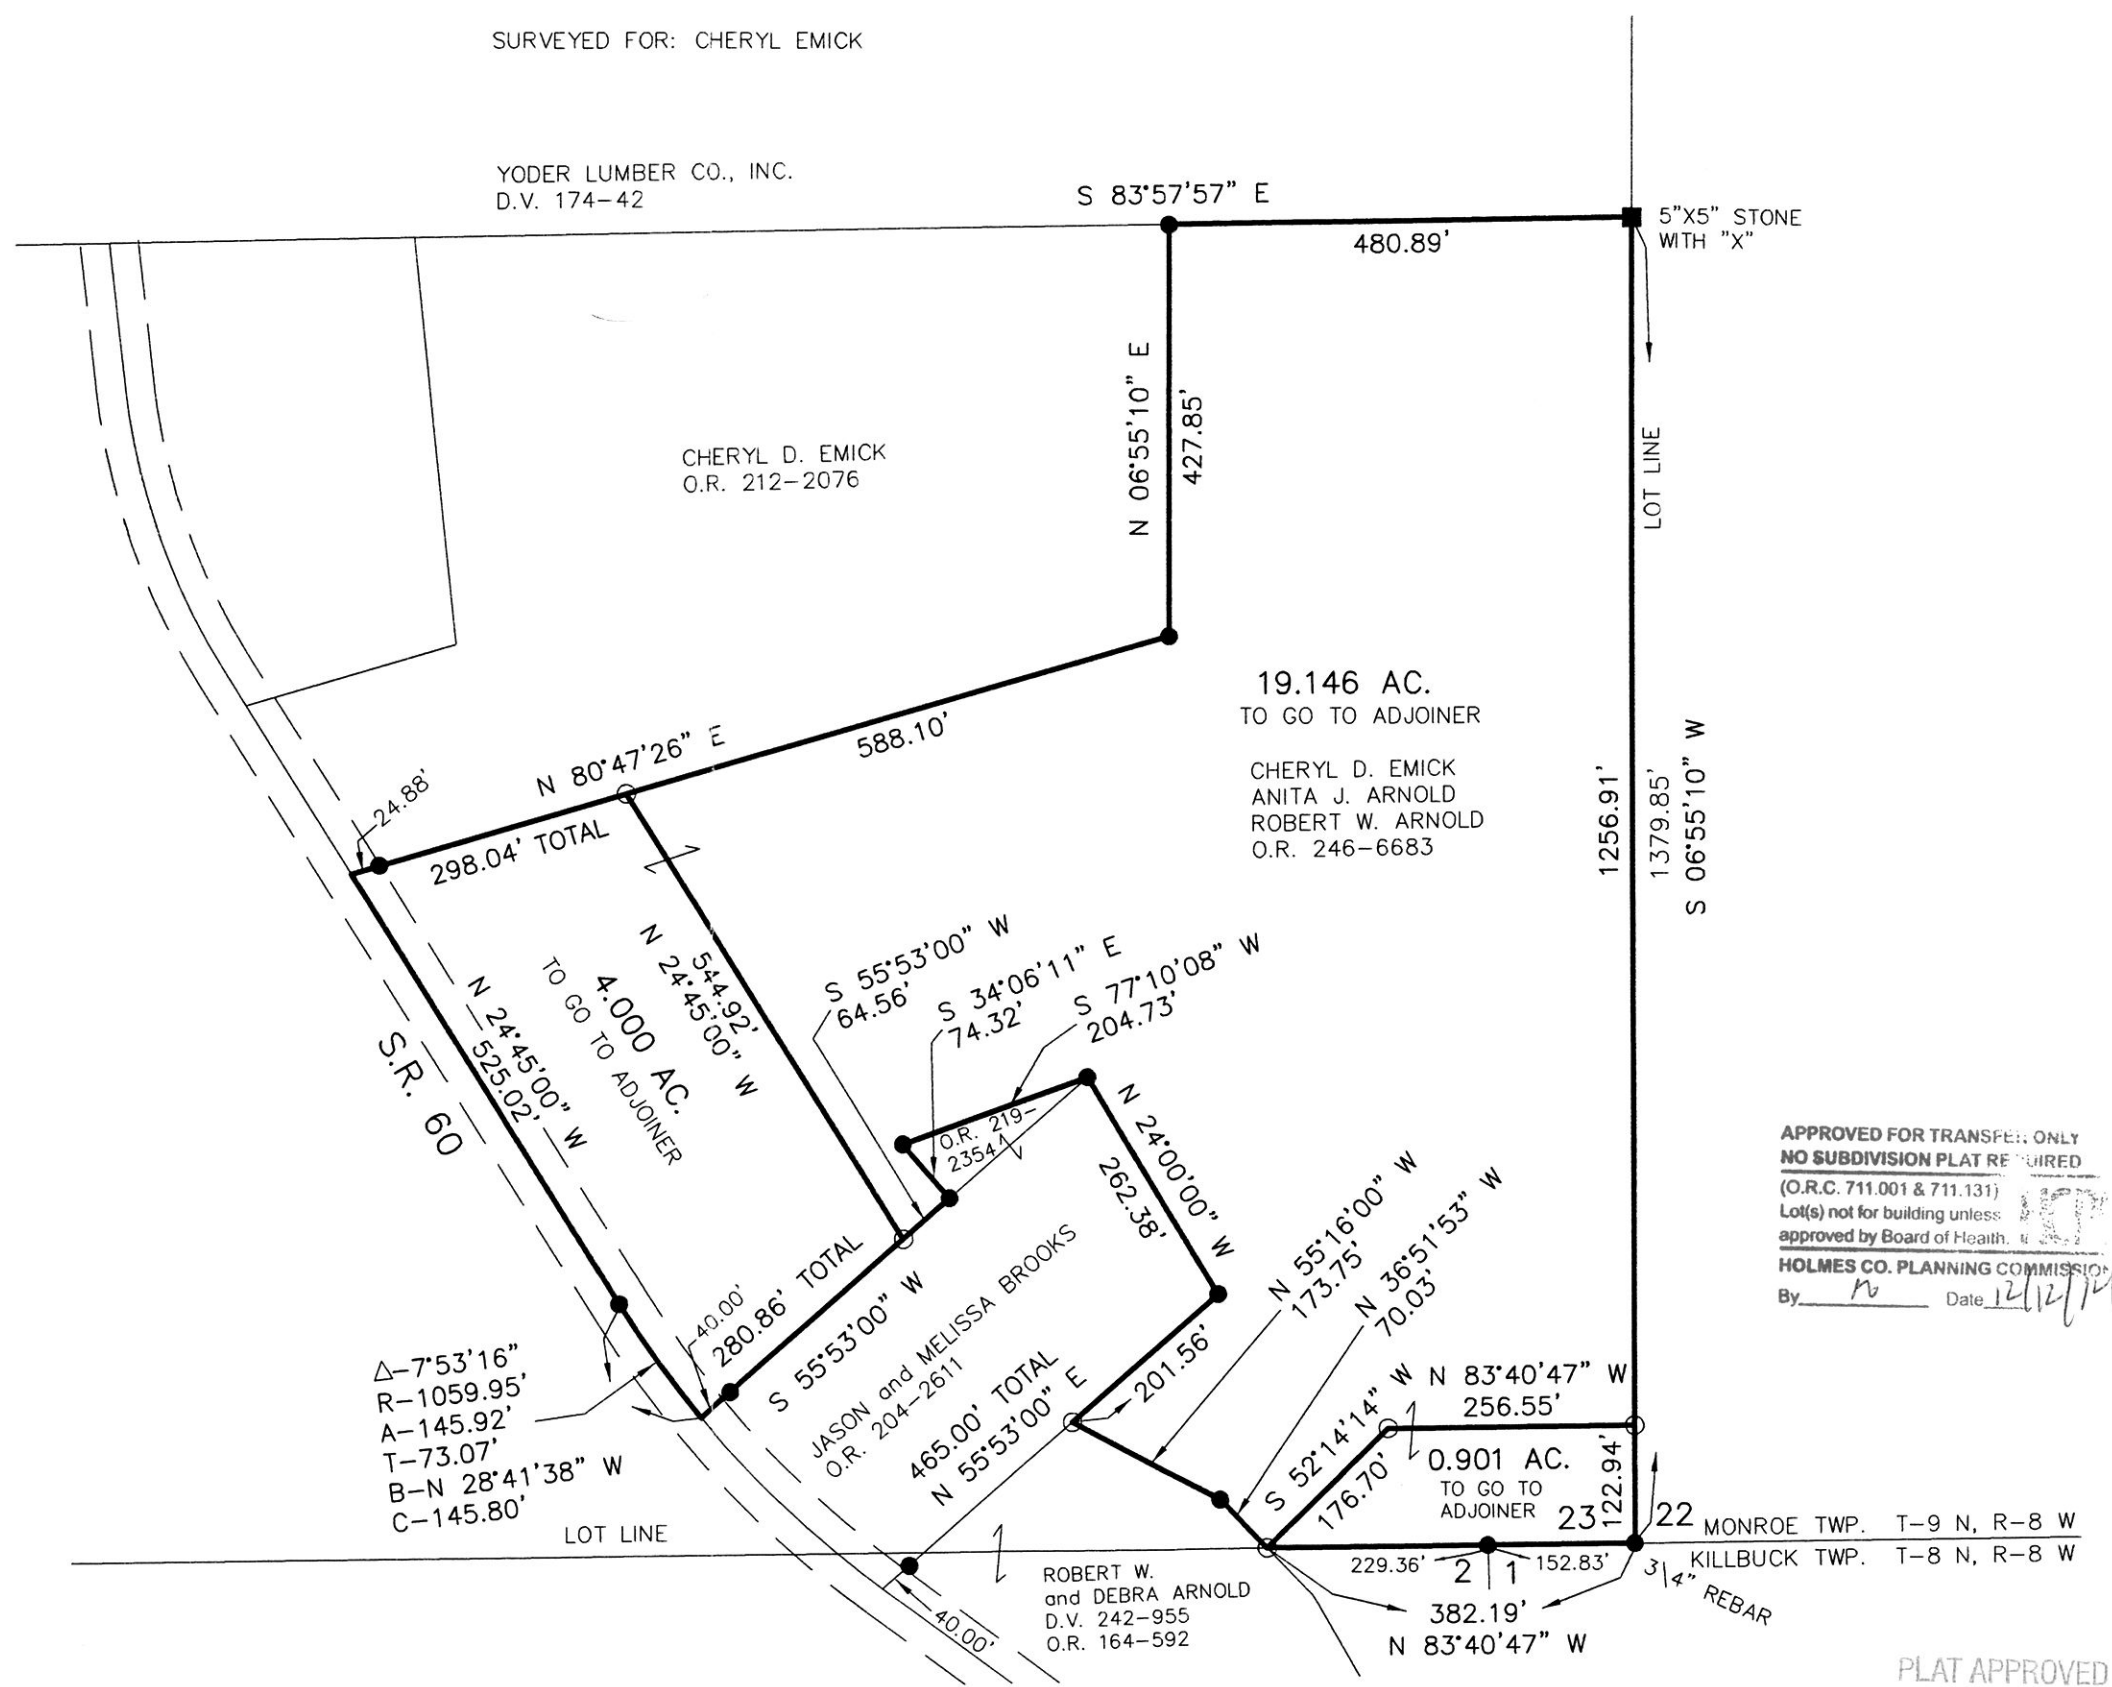 SURVEYED FOR: CHERYL EMICK
YODER LUMBER CO., INC.
D.V. 174-42
S 83°57'57" E
480.89'
5"X5" STONE
WITH "X"
N 06°55'10" E
427.85'
LOT LINE
CHERYL D. EMICK
O.R. 212-2076
19.146 AC.
TO GO TO ADJOINER
CHERYL D. EMICK
ANITA J. ARNOLD
ROBERT W. ARNOLD
O.R. 246-6683
1256.91'
1379.85'
S 06°55'10" W
N 80°47'26" E
588.10'
24.88'
298.04' TOTAL
544.92'
N 24°45'00" W
4.000 AC.
TO GO TO ADJOINER
N 24°45'00" W
525.02'
S.R. 60
S 55°53'00" W
64.56'
S 34°06'11" E
74.32'
S 77°10'08" W
204.73'
O.R. 219-
2354
N 24°00'00" W
262.38'
N 55°16'00" W
173.75'
N 36°51'53" W
70.03'
40.00'
280.86' TOTAL
S 55°53'00" W
JASON and MELISSA BROOKS
O.R. 204-2611
465.00' TOTAL
N 55°53'00" E
201.56'
S 52°14'14" W
176.70'
N 83°40'47" W
256.55'
0.901 AC.
TO GO TO
ADJOINER
122.94'
23
22
Δ-7°53'16"
R-1059.95'
A-145.92'
T-73.07'
B-N 28°41'38" W
C-145.80'
LOT LINE
MONROE TWP. T-9 N, R-8 W
KILLBUCK TWP. T-8 N, R-8 W
229.36'
2
1
152.83'
3/4" REBAR
382.19'
N 83°40'47" W
ROBERT W.
and DEBRA ARNOLD
D.V. 242-955
O.R. 164-592
40.00'
APPROVED FOR TRANSFER ONLY
NO SUBDIVISION PLAT REQUIRED
(O.R.C. 711.001 & 711.131)
Lot(s) not for building unless
approved by Board of Health.
HOLMES CO. PLANNING COMMISSION
By Date 12/12/12
PLAT APPROVED